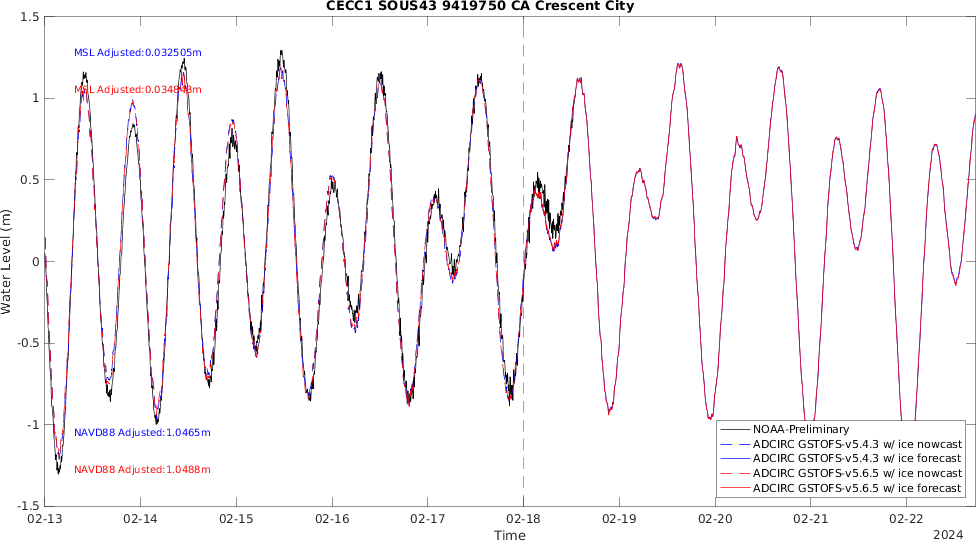 CECC1 SOUS43 9419750 CA Crescent City
1.5
1
0.5
0
-0.5
-1
-1.5
Water Level (m)
MSL Adjusted:0.032505m
MSL Adjusted:0.034843m
NAVD88 Adjusted:1.0465m
NAVD88 Adjusted:1.0488m
NOAA-Preliminary
ADCIRC GSTOFS-v5.4.3 w/ ice nowcast
ADCIRC GSTOFS-v5.4.3 w/ ice forecast
ADCIRC GSTOFS-v5.6.5 w/ ice nowcast
ADCIRC GSTOFS-v5.6.5 w/ ice forecast
02-13 02-14 02-15 02-16 02-17 02-18 02-19 02-20 02-21 02-22
Time
2024